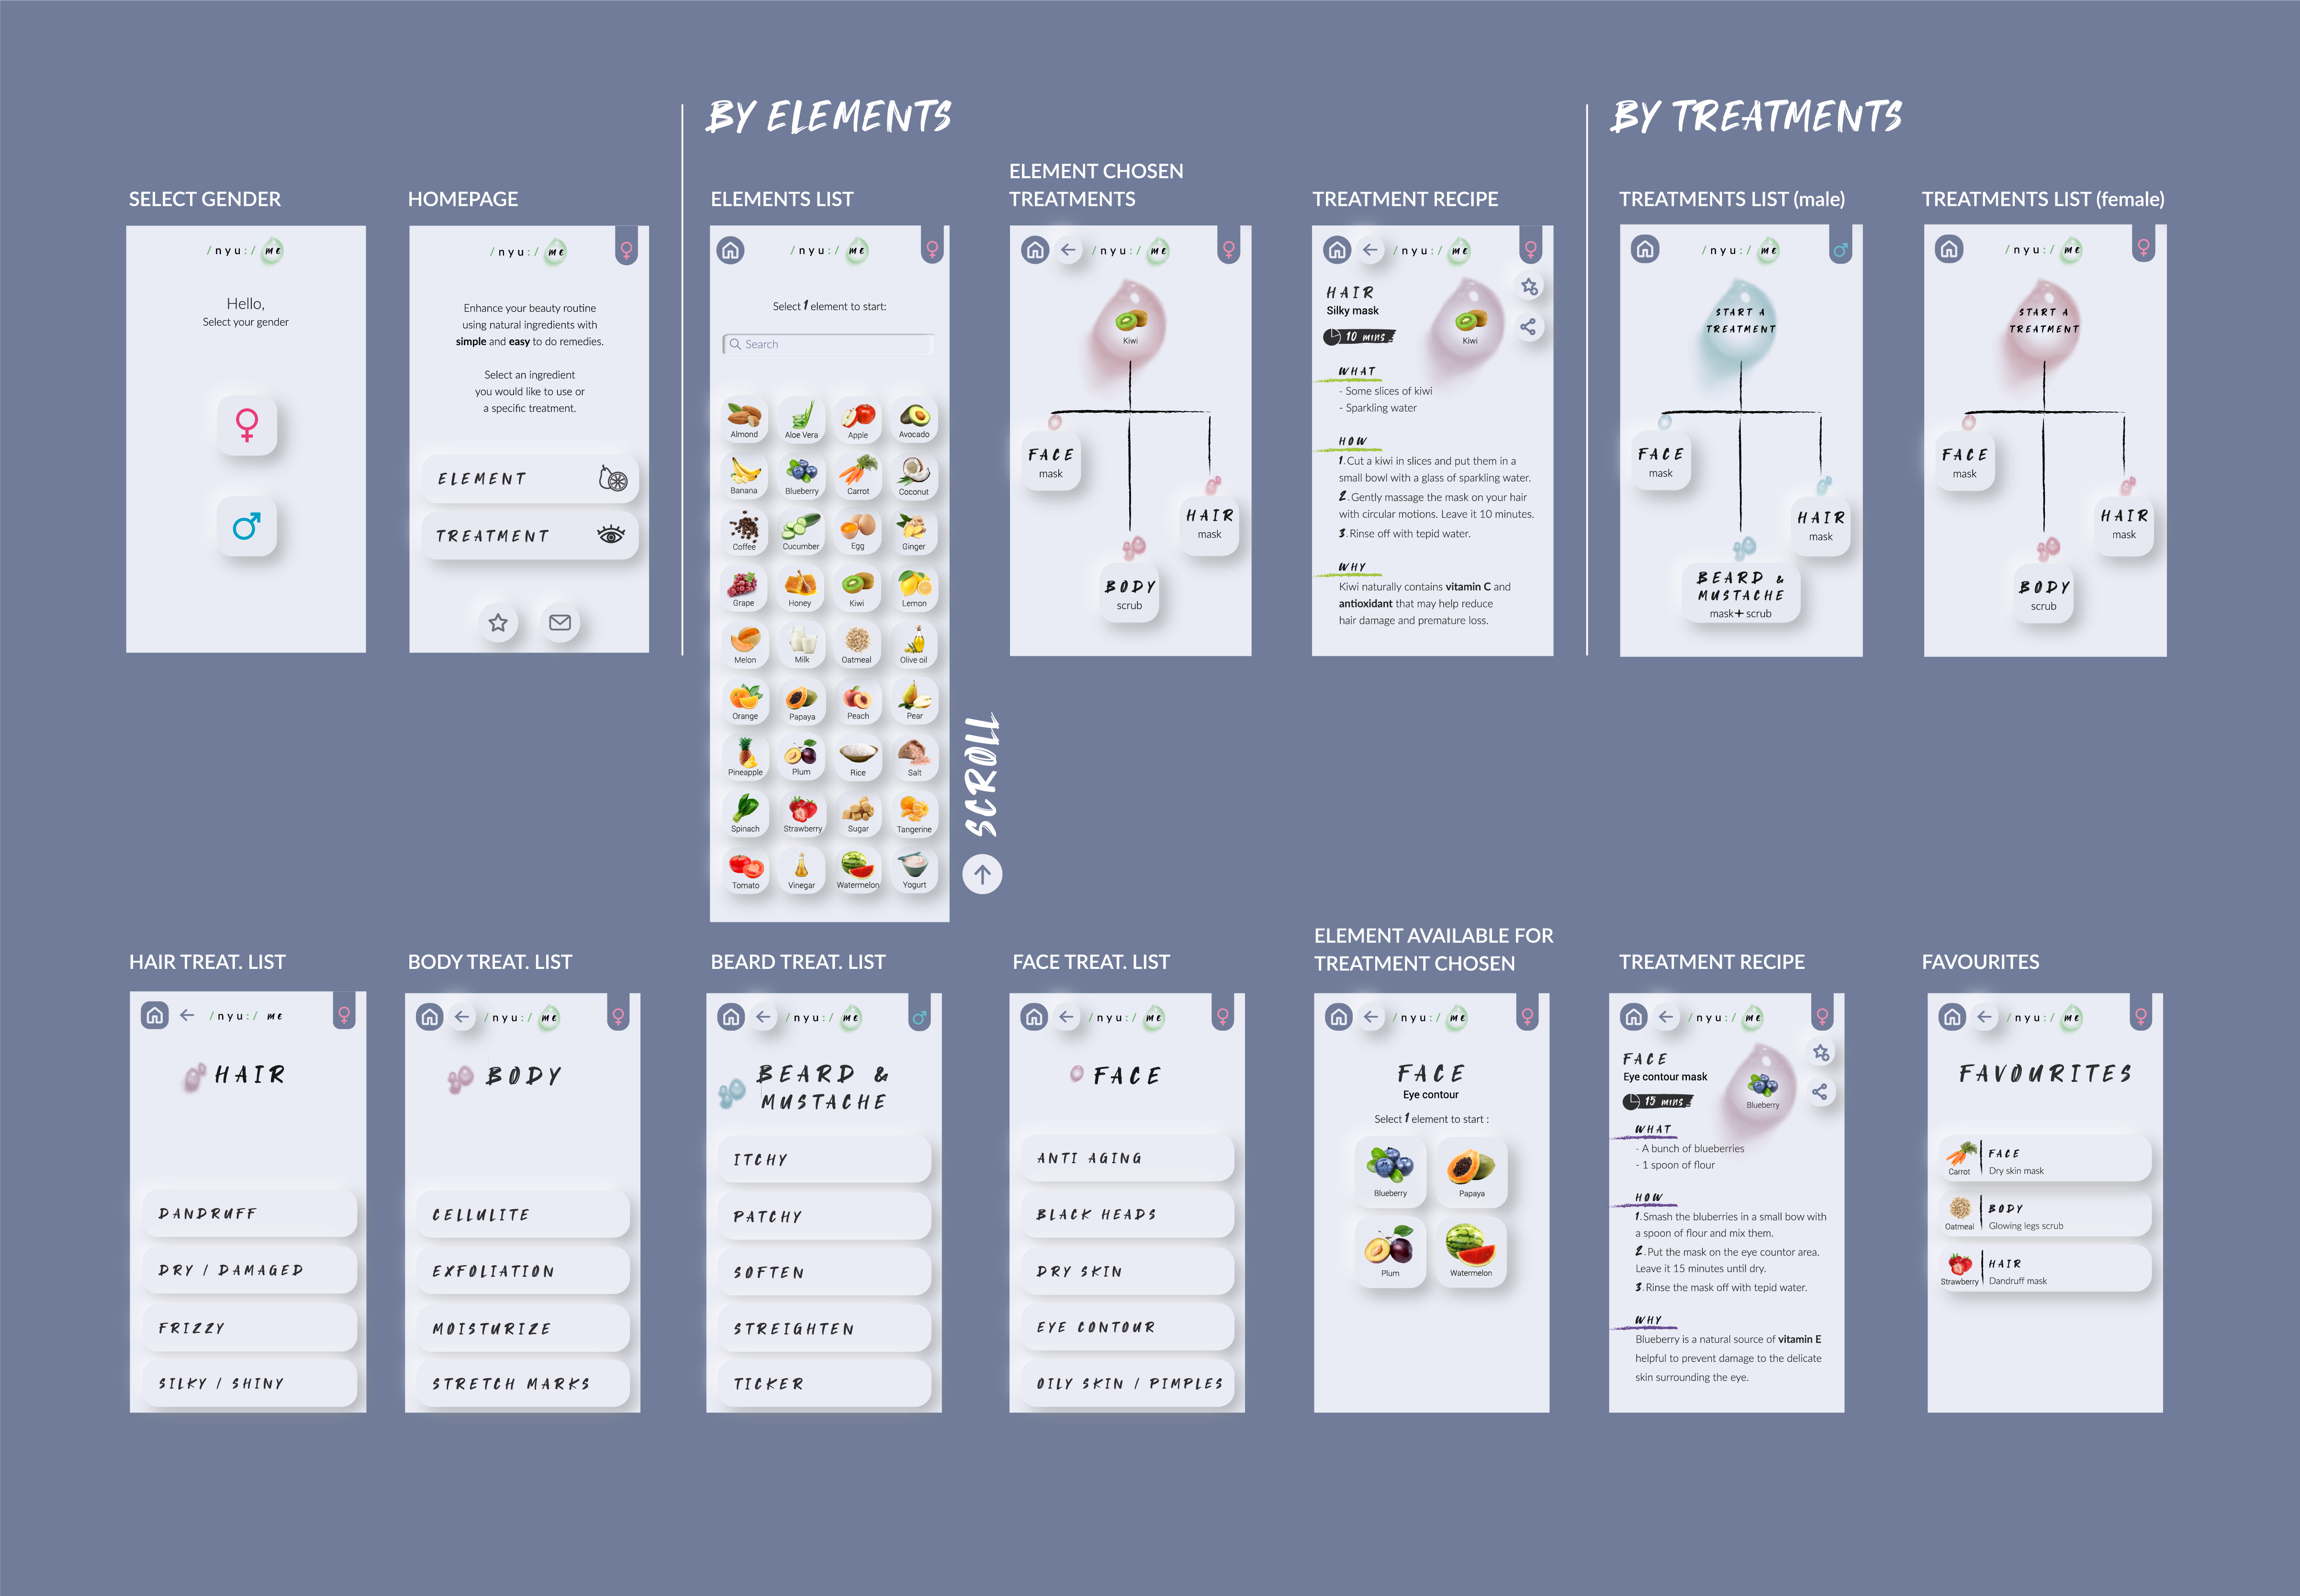 BY ELEMENTS
BY TREATMENTS
SELECT GENDER
/nyu:/ me
Hello,
Select your gender
HOMEPAGE
/nyu:/ me
Enhance your beauty routine
using natural ingredients with
simple and easy to do remedies.
Select an ingredient
you would like to use or
a specific treatment.
ELEMENT
TREATMENT
ELEMENTS LIST
/nyu:/ me
Select 1 element to start:
Search
Almond Aloe Vera Apple Avocado
Banana Blueberry Carrot Coconut
Coffee Cucumber Egg Ginger
Grape Honey Kiwi Lemon
Melon Milk Oatmeal Olive oil
Orange Papaya Peach Pear
Pineapple Plum Rice Salt
Spinach Strawberry Sugar Tangerine
Tomato Vinegar Watermelon Yogurt
SCROLL
ELEMENT CHOSEN
TREATMENTS
/nyu:/ me
Kiwi
FACE
mask
HAIR
mask
BODY
scrub
TREATMENT RECIPE
/nyu:/ me
HAIR
Silky mask
10 mins
Kiwi
WHAT
- Some slices of kiwi
- Sparkling water
HOW
1. Cut a kiwi in slices and put them in a
small bowl with a glass of sparkling water.
2. Gently massage the mask on your hair
with circular motions. Leave it 10 minutes.
3. Rinse off with tepid water.
WHY
Kiwi naturally contains vitamin C and
antioxidant that may help reduce
hair damage and premature loss.
TREATMENTS LIST (male)
/nyu:/ me
START A
TREATMENT
FACE
mask
HAIR
mask
BEARD &
MUSTACHE
mask+scrub
TREATMENTS LIST (female)
/nyu:/ me
START A
TREATMENT
FACE
mask
HAIR
mask
BODY
scrub
HAIR TREAT. LIST
/nyu:/ me
HAIR
DANDRUFF
DRY / DAMAGED
FRIZZY
SILKY / SHINY
BODY TREAT. LIST
/nyu:/ me
BODY
CELLULITE
EXFOLIATION
MOISTURIZE
STRETCH MARKS
BEARD TREAT. LIST
/nyu:/ me
BEARD &
MUSTACHE
ITCHY
PATCHY
SOFTEN
STREIGHTEN
TICKER
FACE TREAT. LIST
/nyu:/ me
FACE
ANTI AGING
BLACK HEADS
DRY SKIN
EYE CONTOUR
OILY SKIN / PIMPLES
ELEMENT AVAILABLE FOR
TREATMENT CHOSEN
/nyu:/ me
FACE
Eye contour
Select 1 element to start :
Blueberry Papaya
Plum Watermelon
TREATMENT RECIPE
/nyu:/ me
FACE
Eye contour mask
15 mins
Blueberry
WHAT
- A bunch of blueberries
- 1 spoon of flour
HOW
1. Smash the bluberries in a small bow with
a spoon of flour and mix them.
2. Put the mask on the eye countor area.
Leave it 15 minutes until dry.
3. Rinse the mask off with tepid water.
WHY
Blueberry is a natural source of vitamin E
helpful to prevent damage to the delicate
skin surrounding the eye.
FAVOURITES
/nyu:/ me
FAVOURITES
Carrot
FACE
Dry skin mask
Oatmeal
BODY
Glowing legs scrub
Strawberry
HAIR
Dandruff mask